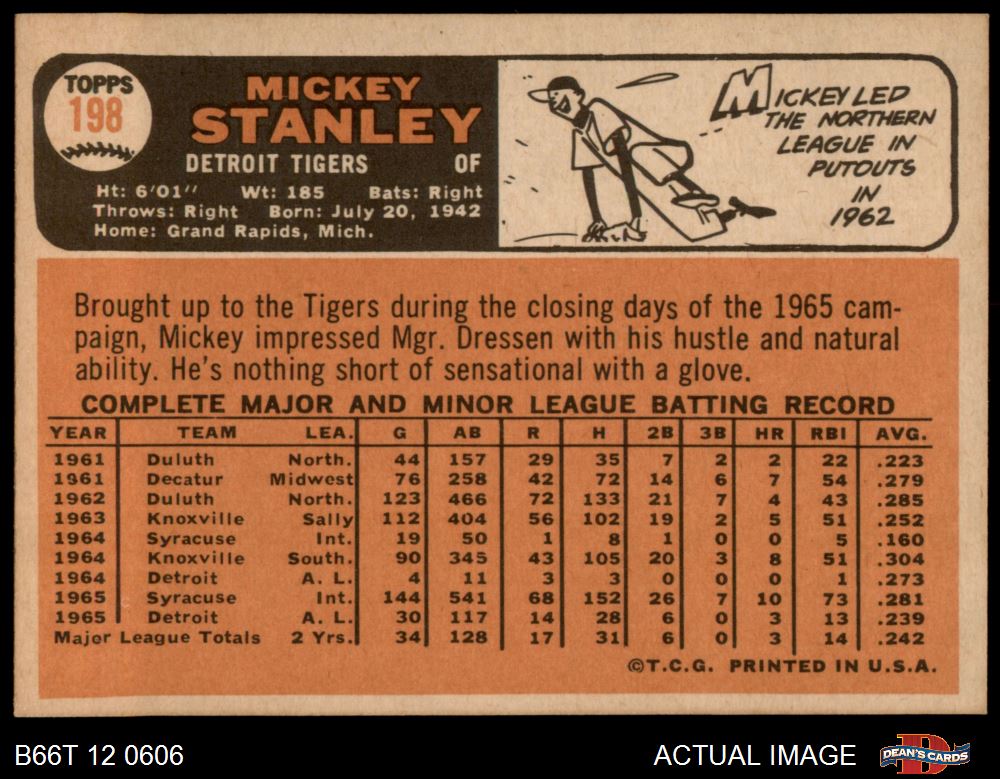 TOPPS
198
MICKEY
STANLEY
DETROIT TIGERS OF
Ht: 6'01" Wt: 185 Bats: Right
Throws: Right Born: July 20, 1942
Home: Grand Rapids, Mich.
MICKEY LED
THE NORTHERN
LEAGUE IN
PUTOUTS
IN
1962
Brought up to the Tigers during the closing days of the 1965 cam-
paign, Mickey impressed Mgr. Dressen with his hustle and natural
ability. He's nothing short of sensational with a glove.
COMPLETE MAJOR AND MINOR LEAGUE BATTING RECORD
YEAR TEAM LEA. G AB R H 2B 3B HR RBI AVG.
1961 Duluth North. 44 157 29 35 7 2 2 22 .223
1961 Decatur Midwest 76 258 42 72 14 6 7 54 .279
1962 Duluth North. 123 466 72 133 21 7 4 43 .285
1963 Knoxville Sally 112 404 56 102 19 2 5 51 .252
1964 Syracuse Int. 19 50 1 8 1 0 0 5 .160
1964 Knoxville South. 90 345 43 105 20 3 8 51 .304
1964 Detroit A. L. 4 11 3 3 0 0 0 1 .273
1965 Syracuse Int. 144 541 68 152 26 7 10 73 .281
1965 Detroit A. L. 30 117 14 28 6 0 3 13 .239
Major League Totals 2 Yrs. 34 128 17 31 6 0 3 14 .242
©T.C.G. PRINTED IN U.S.A.
B66T 12 0606 ACTUAL IMAGE DEAN'S CARDS